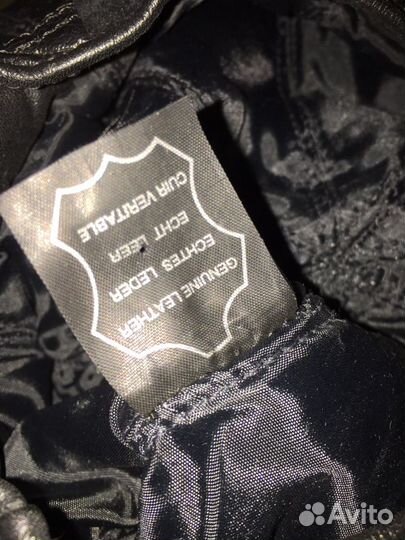 GENUINE LEATHER
ECHTES LEDER
ECHT LEER
CUIR VERITABLE
Avito